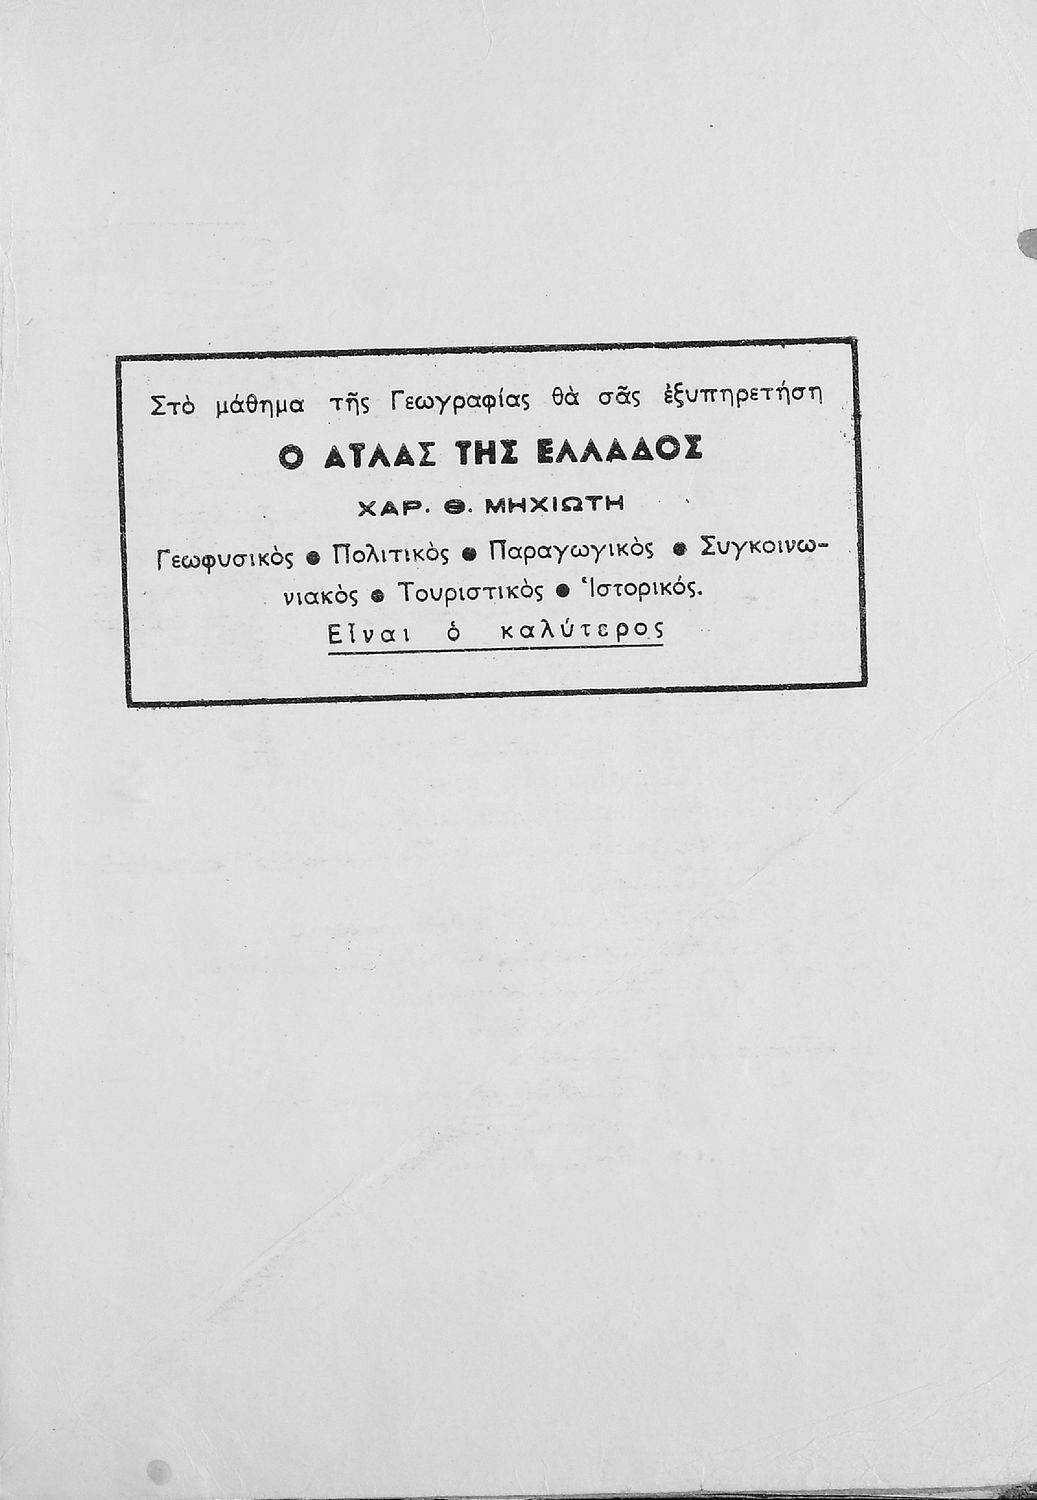 Στὸ μάθημα τῆς Γεωγραφίας θὰ σᾶς ἐξυπηρετήση
Ο ΑΤΛΑΣ ΤΗΣ ΕΛΛΑΔΟΣ
ΧΑΡ. Θ. ΜΗΧΙΩΤΗ
Γεωφυσικὸς ● Πολιτικὸς ● Παραγωγικὸς ● Συγκοινω-
νιακὸς ● Τουριστικὸς ● Ἱστορικός.
Εἶναι ὁ καλύτερος